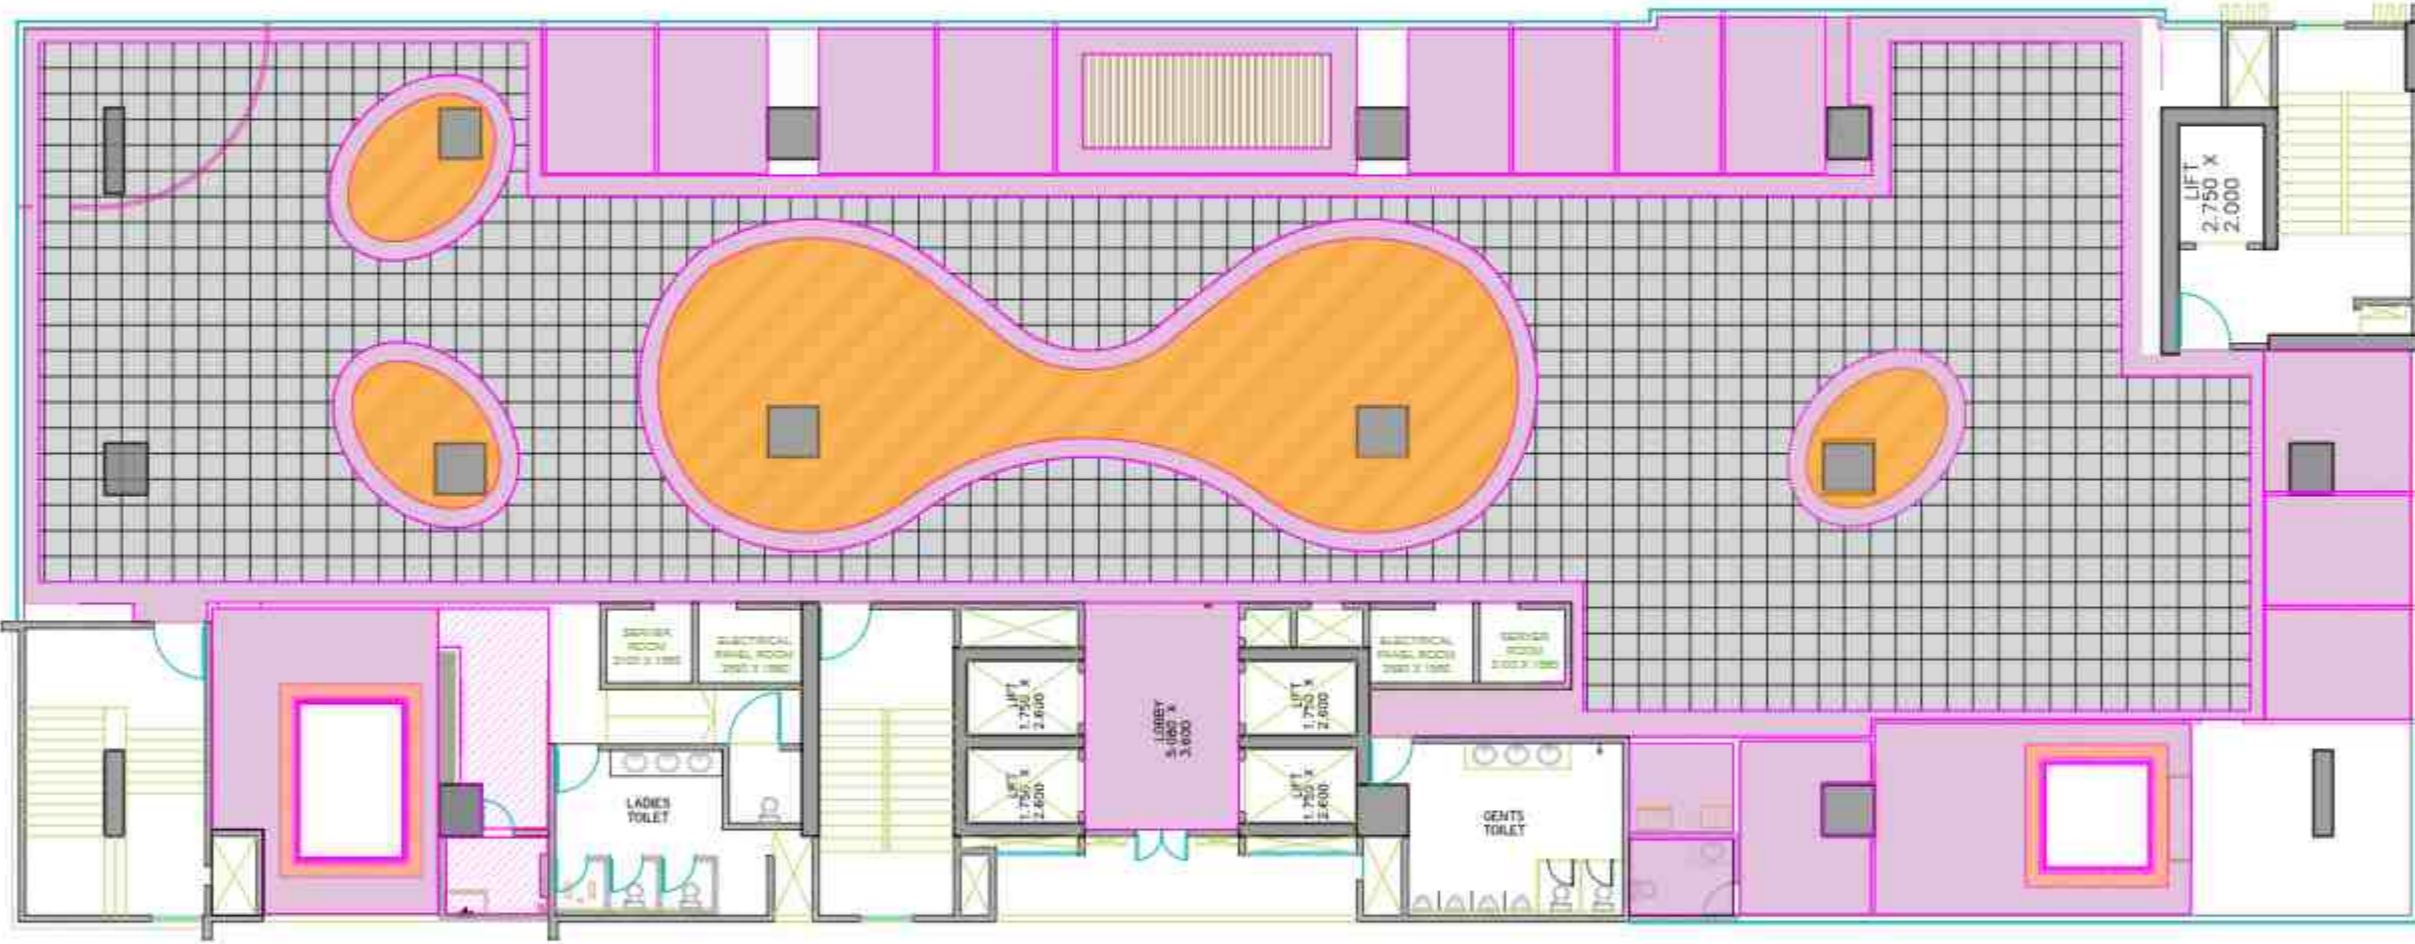 LIFT
2.750 X
2.000
SERVER
ROOM
ELECTRICAL
PANEL ROOM
ELECTRICAL
PANEL ROOM
SERVER
ROOM
LIFT
1.750 X
2.600
LOBBY
3.600
LIFT
1.750 X
2.600
LIFT
1.750 X
2.600
LIFT
1.750 X
2.600
LADIES
TOILET
GENTS
TOILET